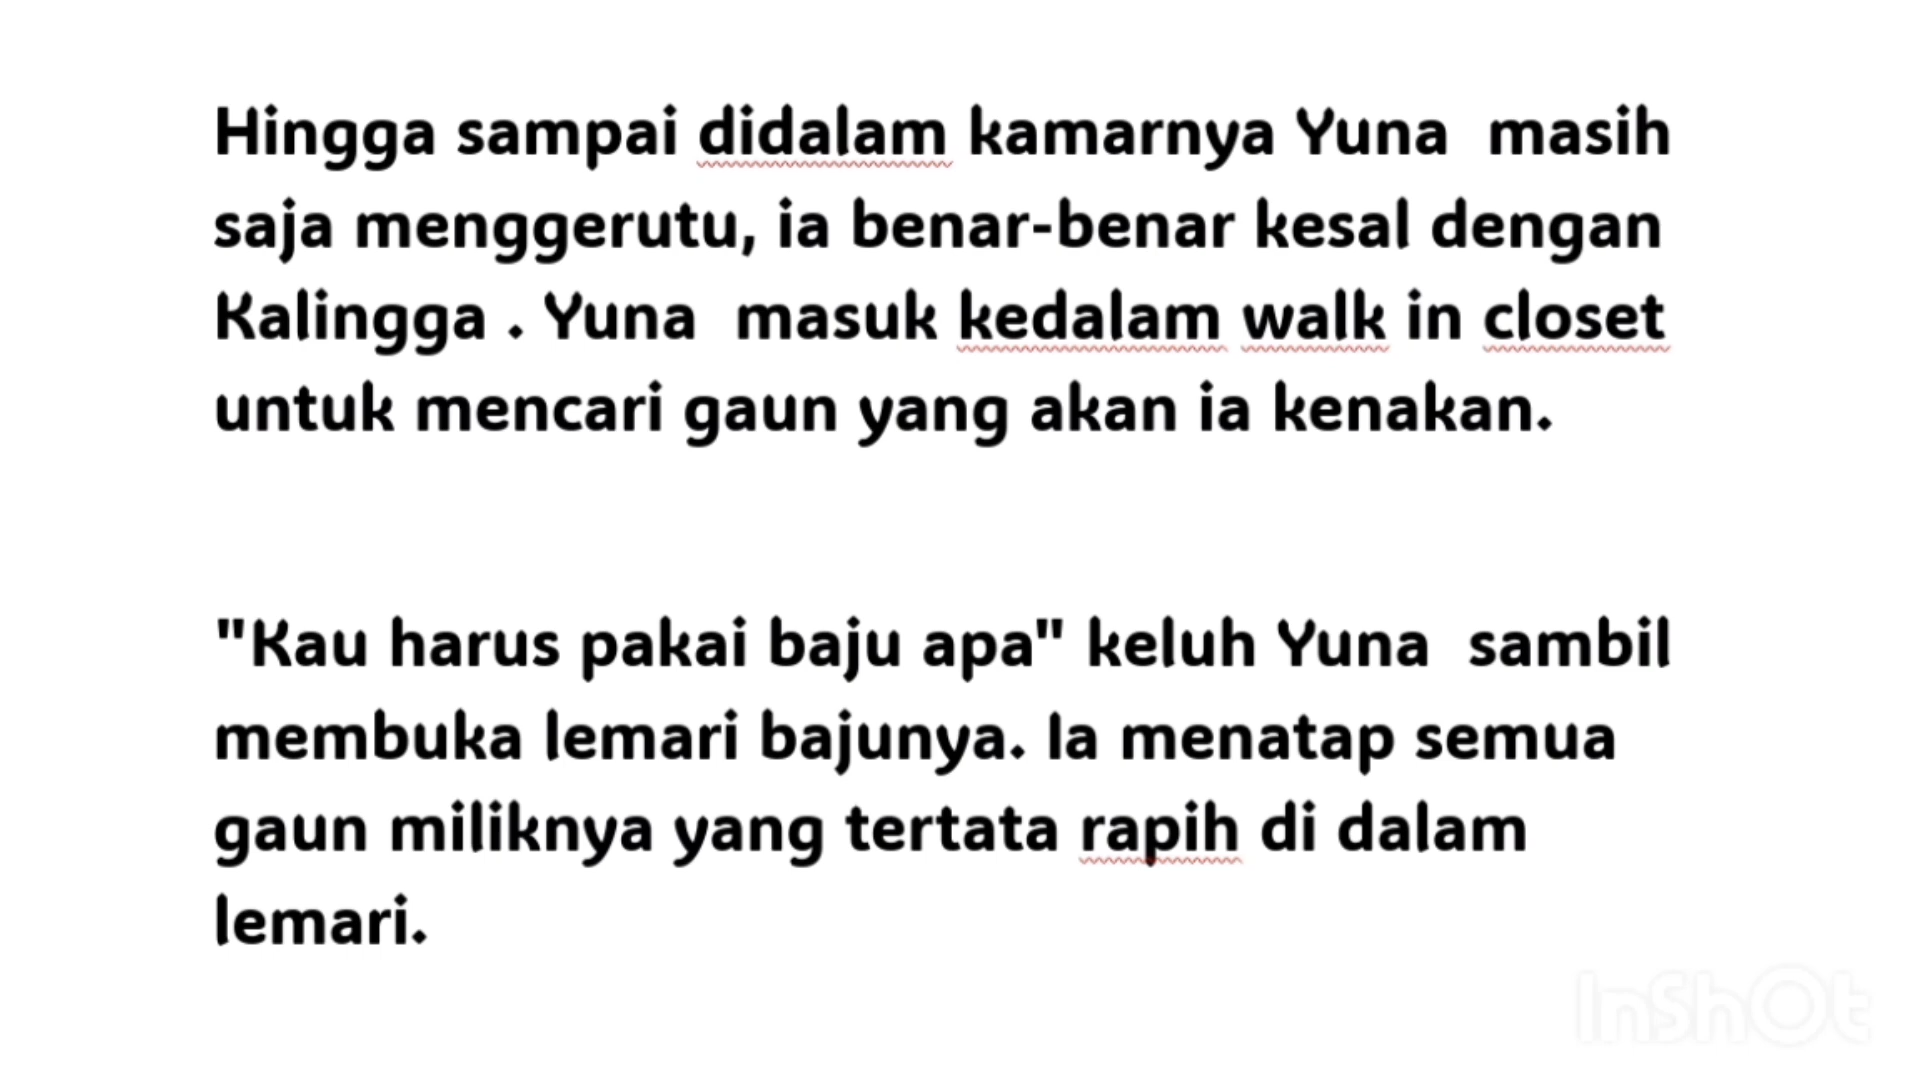 Hingga sampai didalam kamarnya Yuna  masih
saja menggerutu, ia benar-benar kesal dengan
Kalingga . Yuna  masuk kedalam walk in closet
untuk mencari gaun yang akan ia kenakan.
"Kau harus pakai baju apa" keluh Yuna  sambil
membuka lemari bajunya. Ia menatap semua
gaun miliknya yang tertata rapih di dalam
lemari.
InShOt